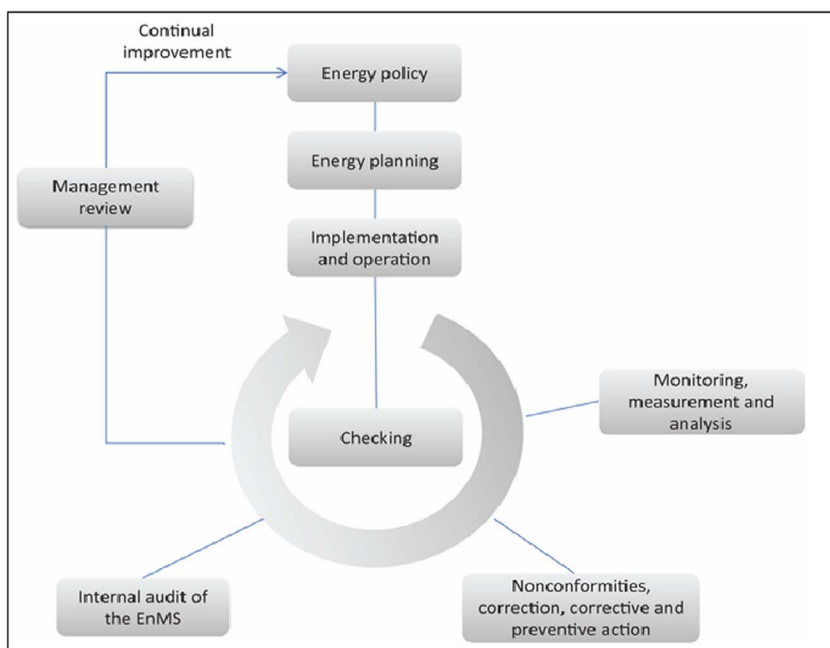 Continual
improvement
Energy policy
Energy planning
Management
review
Implementation
and operation
Monitoring,
measurement and
analysis
Checking
Internal audit of
the EnMS
Nonconformities,
correction, corrective and
preventive action